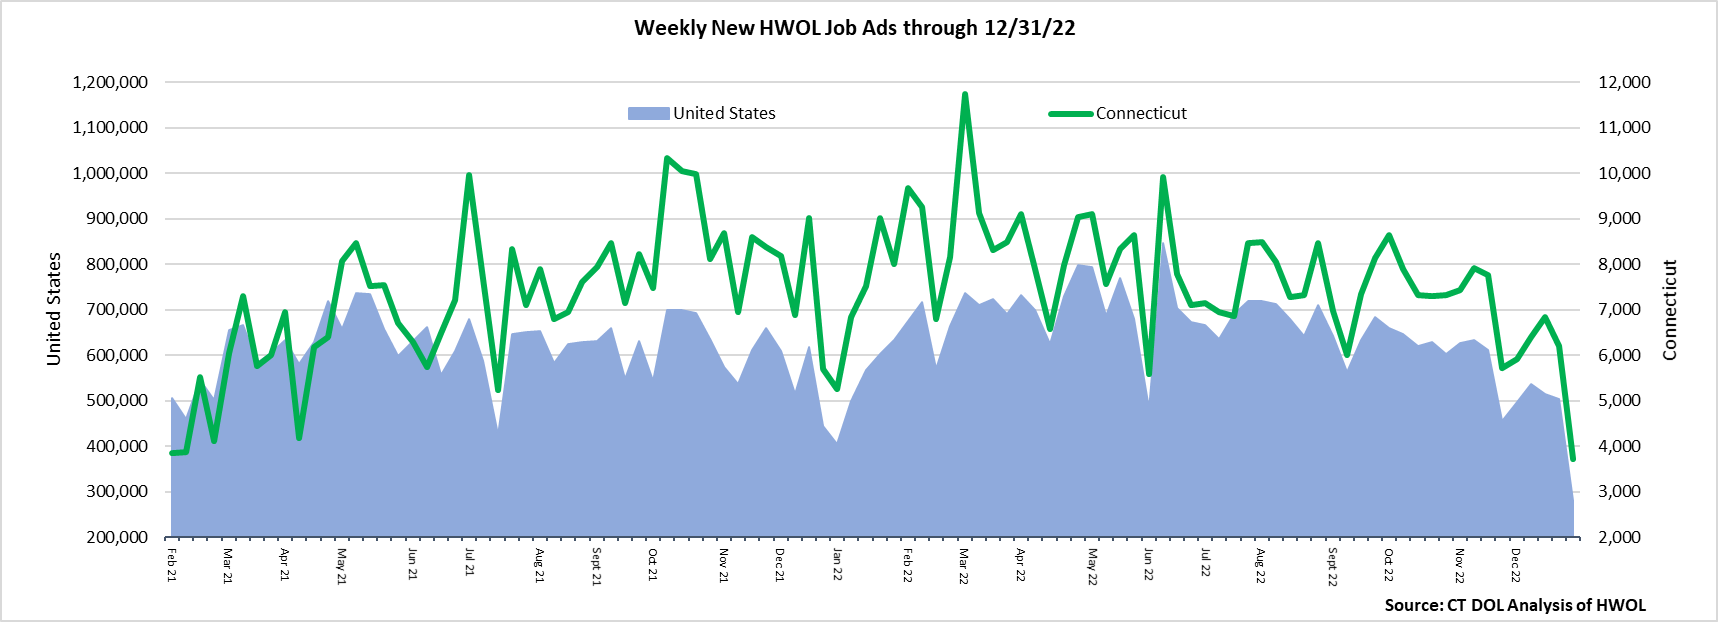 Weekly New HWOL Job Ads through 12/31/22
United States
Connecticut
1,200,000
1,100,000
1,000,000
900,000
800,000
700,000
600,000
500,000
400,000
300,000
200,000
United States
12,000
11,000
10,000
9,000
8,000
7,000
6,000
5,000
4,000
3,000
2,000
Connecticut
Feb 21
Mar 21
Apr 21
May 21
Jun 21
Jul 21
Aug 21
Sept 21
Oct 21
Nov 21
Dec 21
Jan 22
Feb 22
Mar 22
Apr 22
May 22
Jun 22
Jul 22
Aug 22
Sept 22
Oct 22
Nov 22
Dec 22
Source: CT DOL Analysis of HWOL